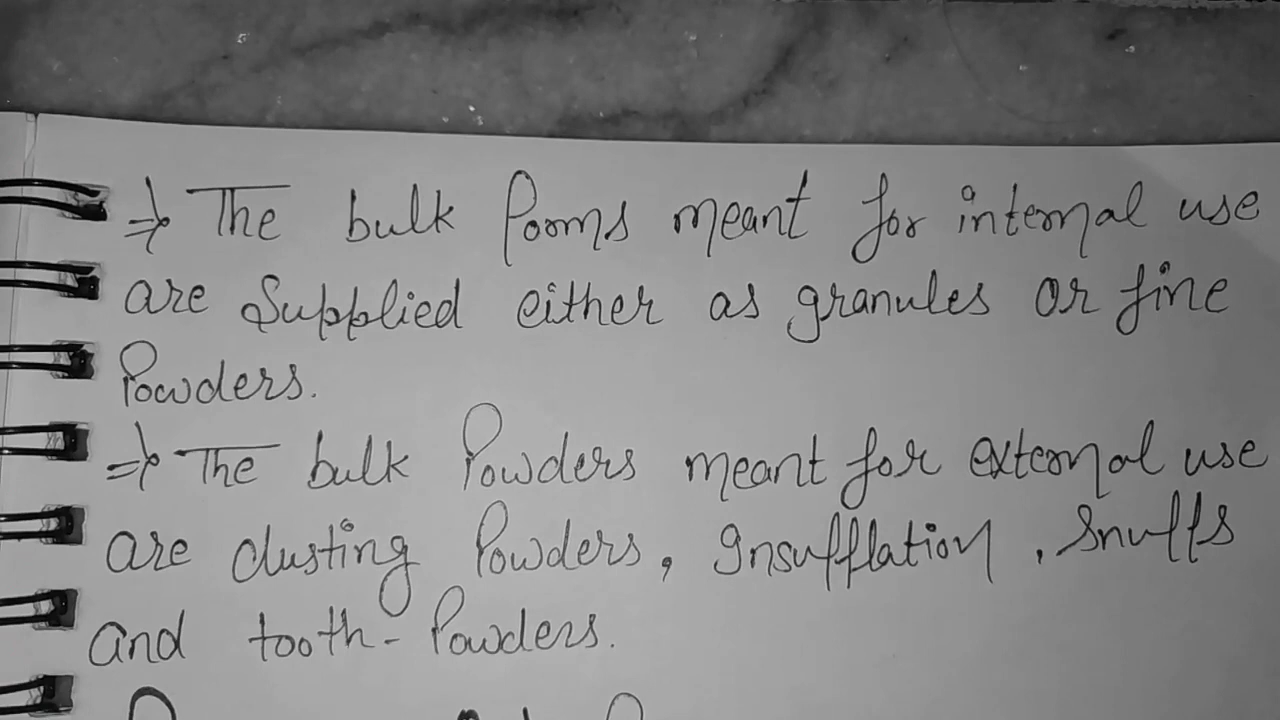 ⇒ The bulk forms meant for internal use
are Supplied either as granules or fine
Powders.
⇒ The bulk Powders meant for external use
are dusting Powders, Insufflation, Snuffs
and tooth-Powders.